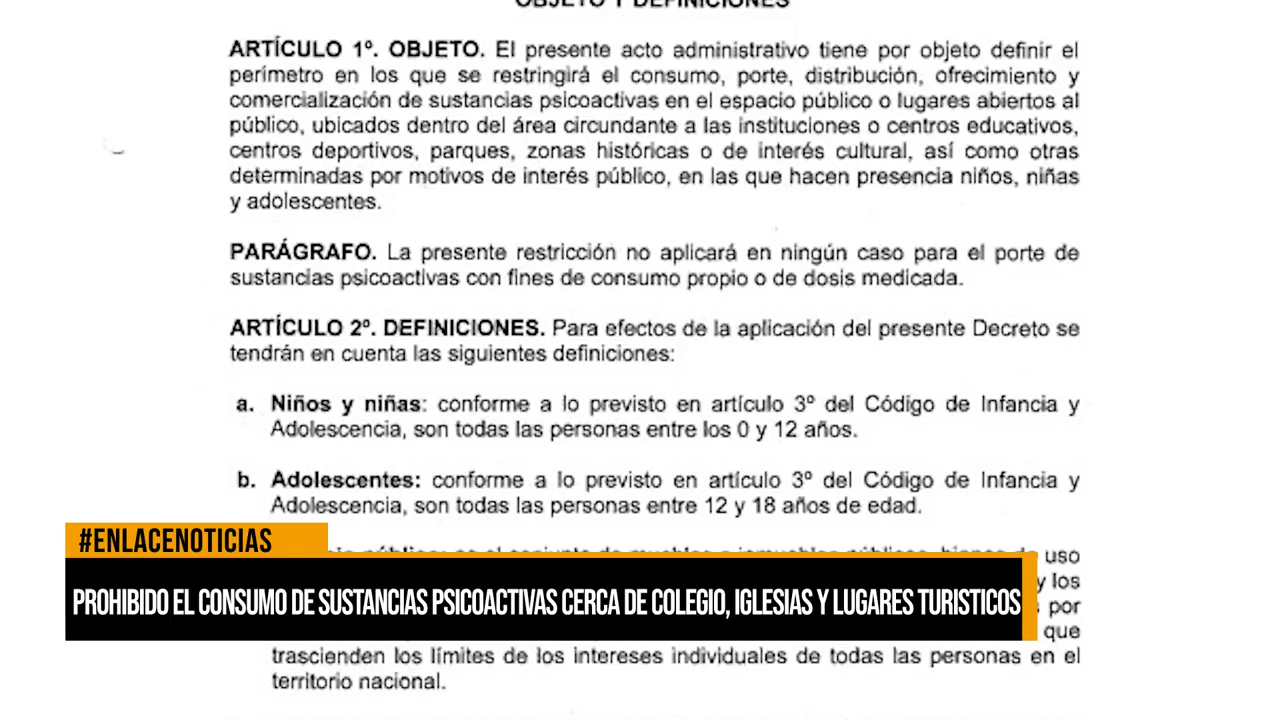 OBJETO Y DEFINICIONES
ARTÍCULO 1º. OBJETO. El presente acto administrativo tiene por objeto definir el
perímetro en los que se restringirá el consumo, porte, distribución, ofrecimiento y
comercialización de sustancias psicoactivas en el espacio público o lugares abiertos al
público, ubicados dentro del área circundante a las instituciones o centros educativos,
centros deportivos, parques, zonas históricas o de interés cultural, así como otras
determinadas por motivos de interés público, en las que hacen presencia niños, niñas
y adolescentes.
PARÁGRAFO. La presente restricción no aplicará en ningún caso para el porte de
sustancias psicoactivas con fines de consumo propio o de dosis medicada.
ARTÍCULO 2º. DEFINICIONES. Para efectos de la aplicación del presente Decreto se
tendrán en cuenta las siguientes definiciones:
a. Niños y niñas: conforme a lo previsto en artículo 3º del Código de Infancia y
Adolescencia, son todas las personas entre los 0 y 12 años.
b. Adolescentes: conforme a lo previsto en artículo 3º del Código de Infancia y
Adolescencia, son todas las personas entre 12 y 18 años de edad.
#ENLACENOTICIAS
uso
y los
PROHIBIDO EL CONSUMO DE SUSTANCIAS PSICOACTIVAS CERCA DE COLEGIO, IGLESIAS Y LUGARES TURISTICOS
por
que
trascienden los límites de los intereses individuales de todas las personas en el
territorio nacional.